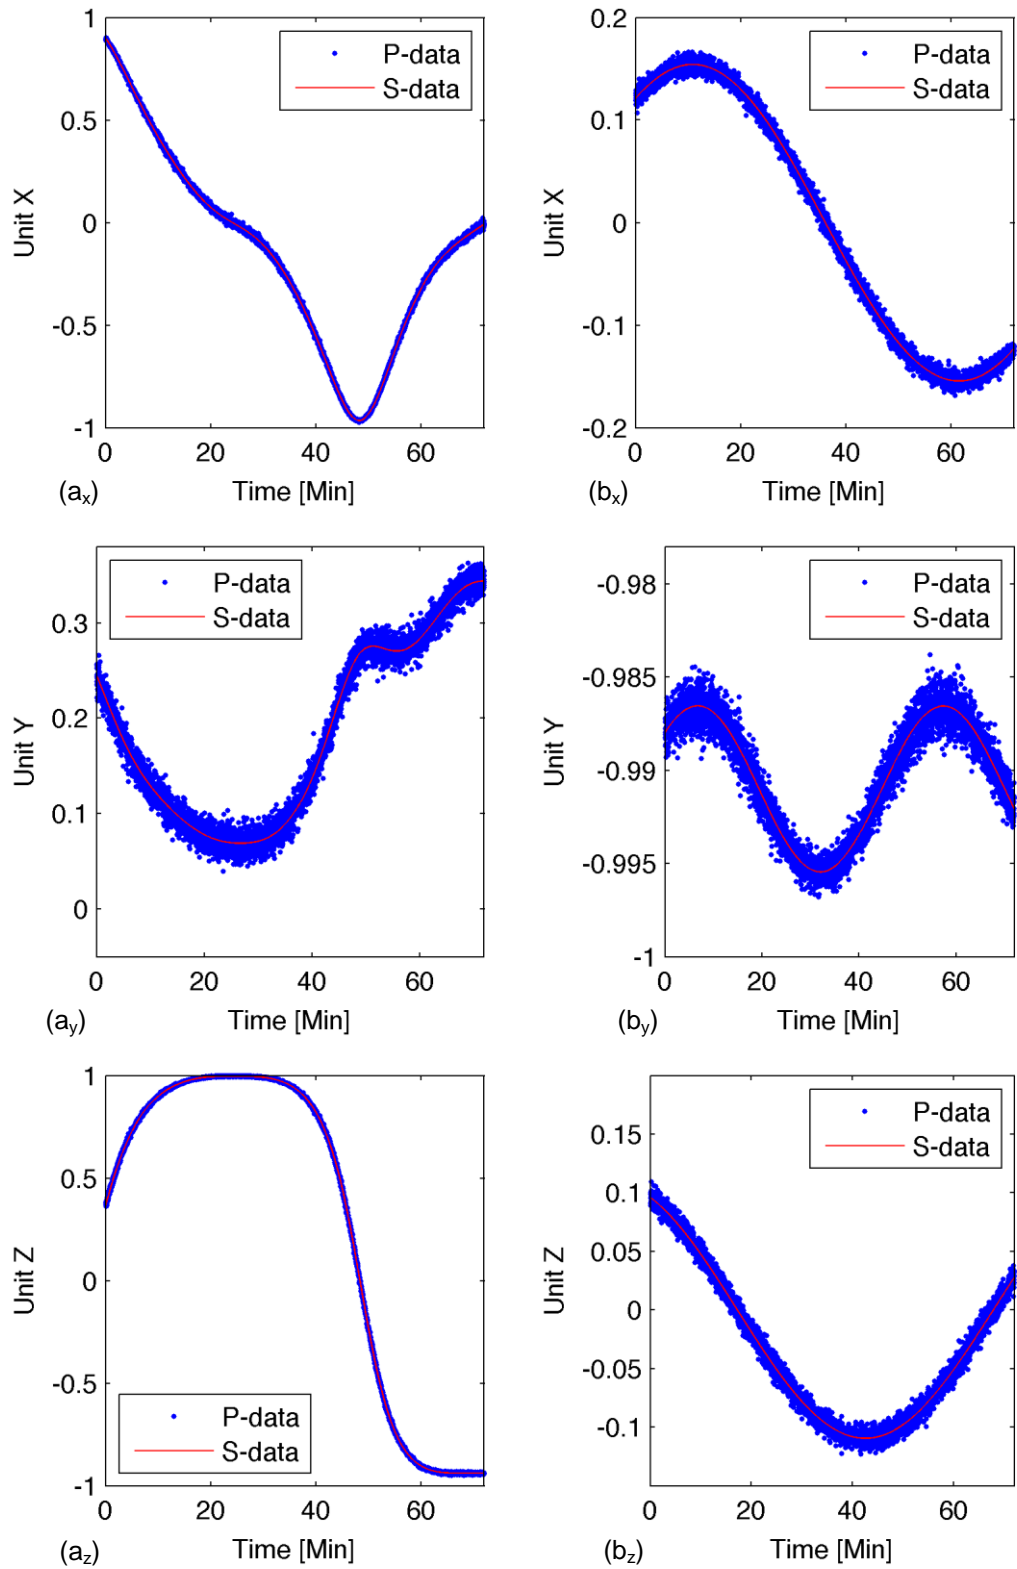 1
0.5
0
-0.5
-1
Unit X
P-data
S-data
0 20 40 60
(ax) Time [Min]
0.2
0.1
0
-0.1
-0.2
Unit X
P-data
S-data
0 20 40 60
(bx) Time [Min]
0.3
0.2
0.1
0
Unit Y
P-data
S-data
0 20 40 60
(ay) Time [Min]
-0.98
-0.985
-0.99
-0.995
-1
Unit Y
P-data
S-data
0 20 40 60
(by) Time [Min]
1
0.5
0
-0.5
-1
Unit Z
P-data
S-data
0 20 40 60
(az) Time [Min]
0.15
0.1
0.05
0
-0.05
-0.1
Unit Z
P-data
S-data
0 20 40 60
(bz) Time [Min]